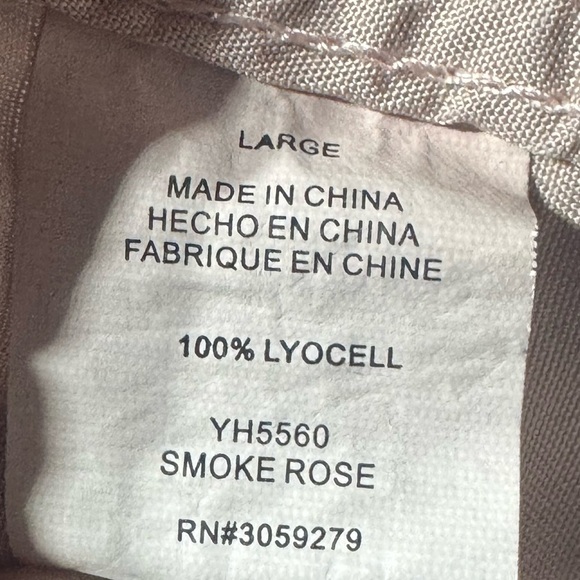 LARGE
MADE IN CHINA
HECHO EN CHINA
FABRIQUE EN CHINE
100% LYOCELL
YH5560
SMOKE ROSE
RN#3059279